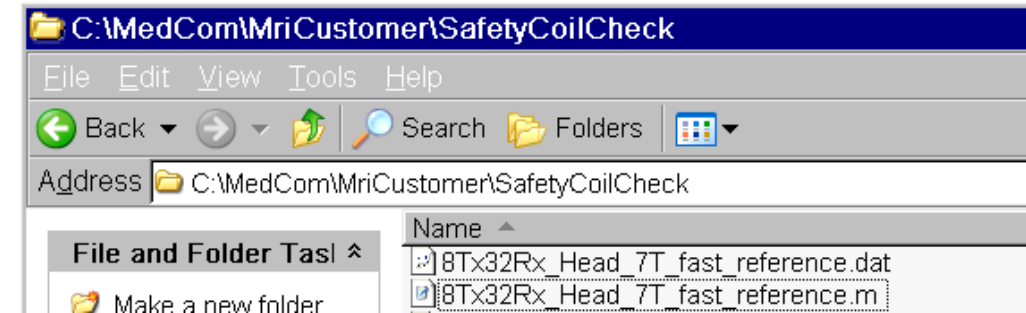 C:\MedCom\MriCustomer\SafetyCoilCheck
File Edit View Tools Help
Back Search Folders
Address C:\MedCom\MriCustomer\SafetyCoilCheck
Name
File and Folder Tasl
8Tx32Rx_Head_7T_fast_reference.dat
8Tx32Rx_Head_7T_fast_reference.m
Make a new folder